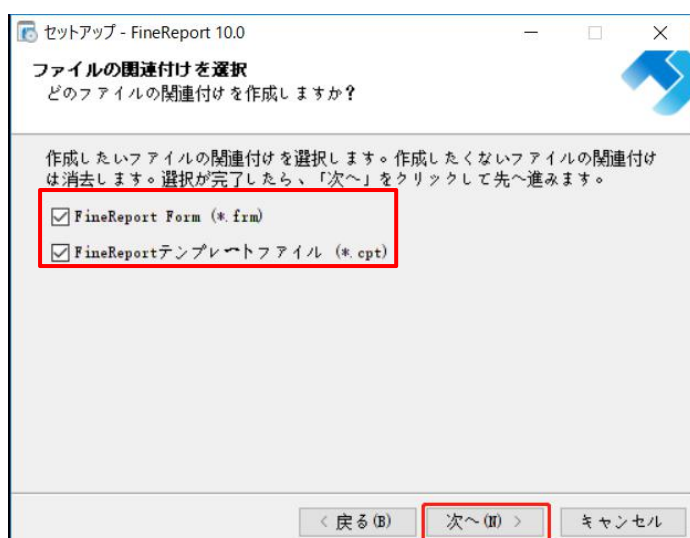 セットアップ - FineReport 10.0
ファイルの関連付けを選択
どのファイルの関連付けを作成しますか?
作成したいファイルの関連付けを選択します。作成したくないファイルの関連付け
は消去します。選択が完了したら、「次へ」をクリックして先へ進みます。
FineReport Form (*.frm)
FineReportテンプレートファイル (*.cpt)
< 戻る(B)
次へ(N) >
キャンセル